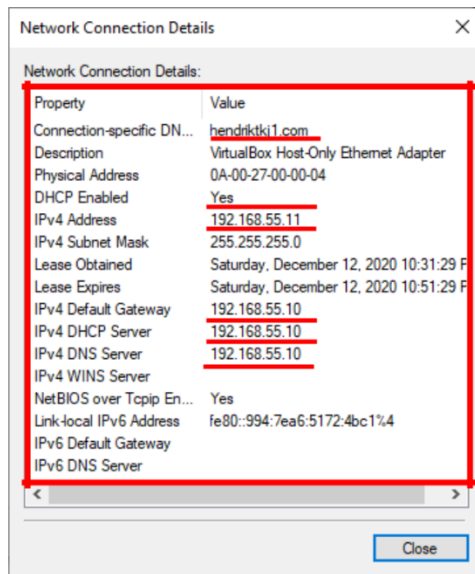 Network Connection Details
Network Connection Details:
Property Value
Connection-specific DN... hendriktkj1.com
Description VirtualBox Host-Only Ethernet Adapter
Physical Address 0A-00-27-00-00-04
DHCP Enabled Yes
IPv4 Address 192.168.55.11
IPv4 Subnet Mask 255.255.255.0
Lease Obtained Saturday, December 12, 2020 10:31:29 P
Lease Expires Saturday, December 12, 2020 10:51:29 P
IPv4 Default Gateway 192.168.55.10
IPv4 DHCP Server 192.168.55.10
IPv4 DNS Server 192.168.55.10
IPv4 WINS Server
NetBIOS over Tcpip En... Yes
Link-local IPv6 Address fe80::994:7ea6:5172:4bc1%4
IPv6 Default Gateway
IPv6 DNS Server
Close